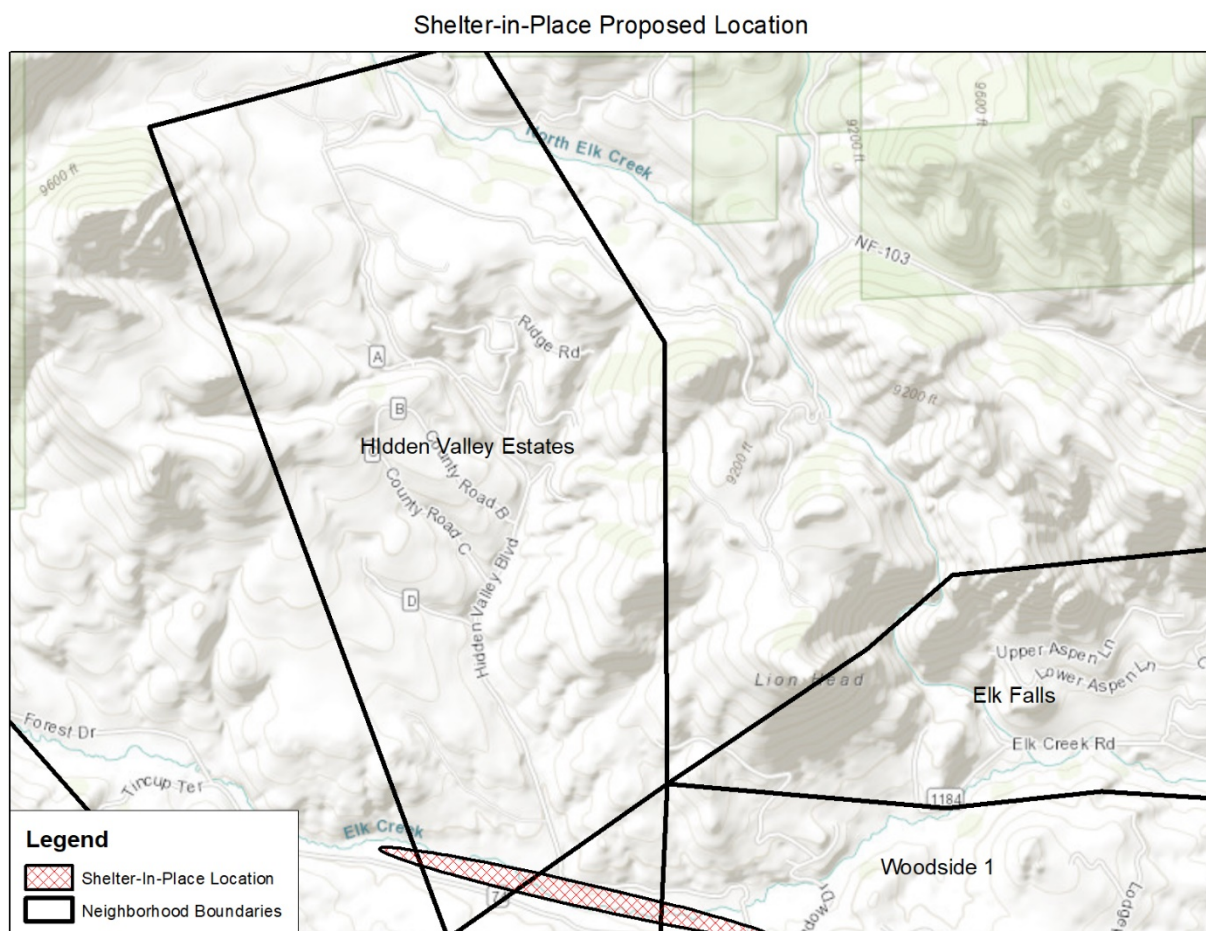 Shelter-in-Place Proposed Location
North Elk Creek
9600 ft
9200 ft
9600 ft
NF-103
Ridge Rd
A
B
HIdden Valley Estates
County Road B
County Road C
9200 ft
9200 ft
D
Hidden Valley Blvd
Upper Aspen Ln
Lower Aspen Ln
Lion Head
Elk Falls
Forest Dr
Elk Creek Rd
Tincup Ter
1184
Elk Creek
Woodside 1
Legend
Shelter-In-Place Location
Neighborhood Boundaries